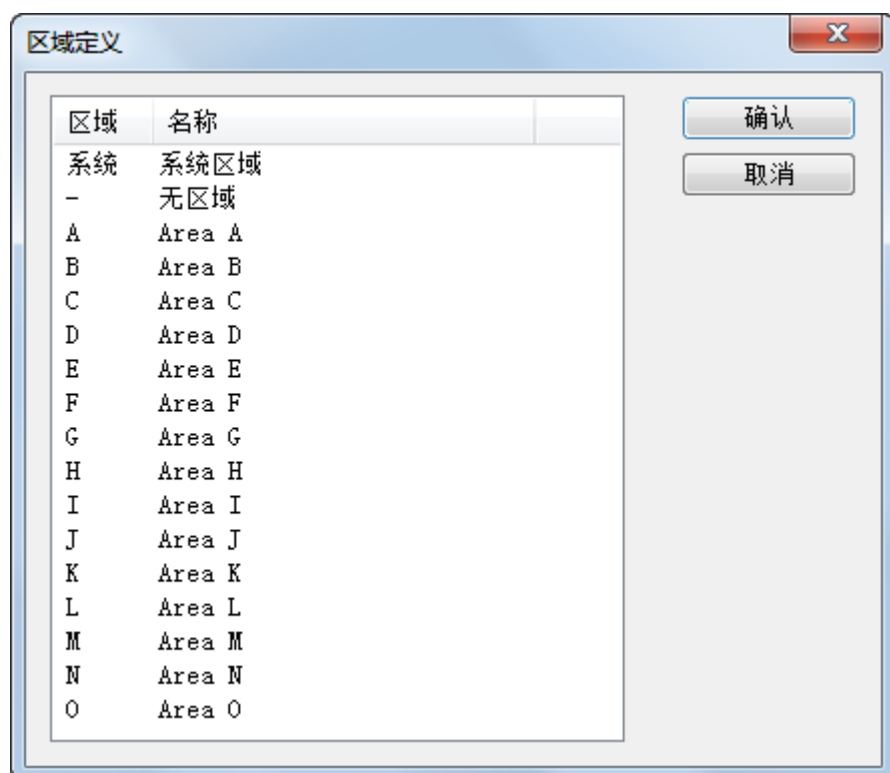 区域定义
区域 名称
确认
系统 系统区域
取消
- 无区域
A Area A
B Area B
C Area C
D Area D
E Area E
F Area F
G Area G
H Area H
I Area I
J Area J
K Area K
L Area L
M Area M
N Area N
O Area O